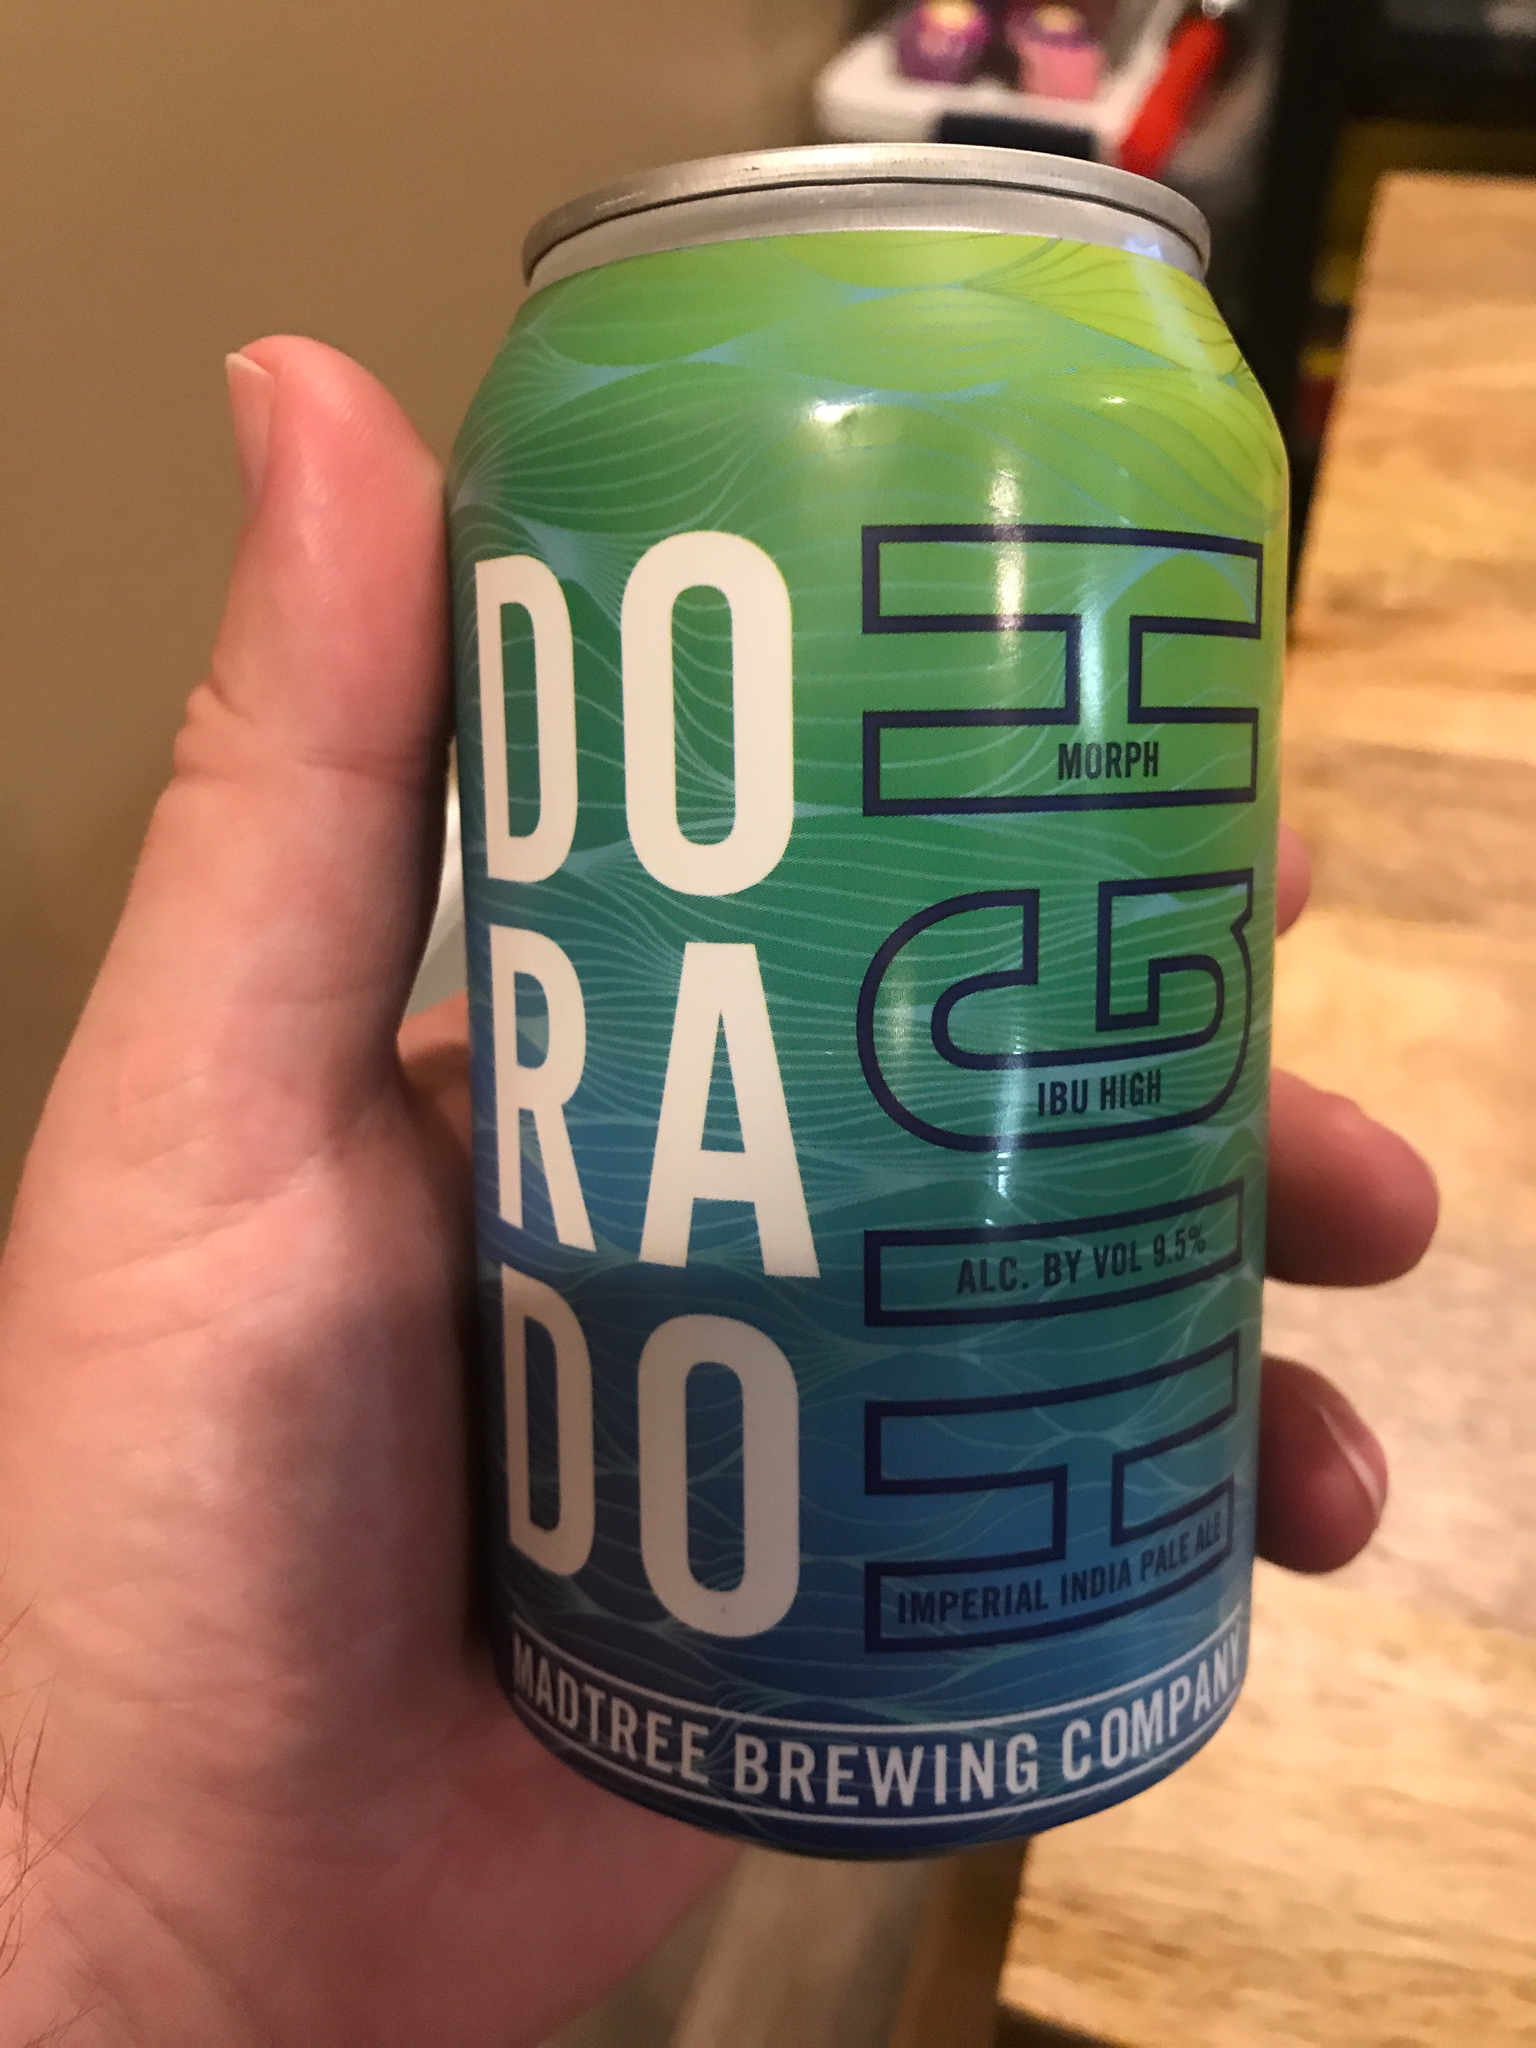 DO
RA
DO
HIGH
MORPH
IBU HIGH
ALC. BY VOL 9.5%
IMPERIAL INDIA PALE ALE
MADTREE BREWING COMPANY